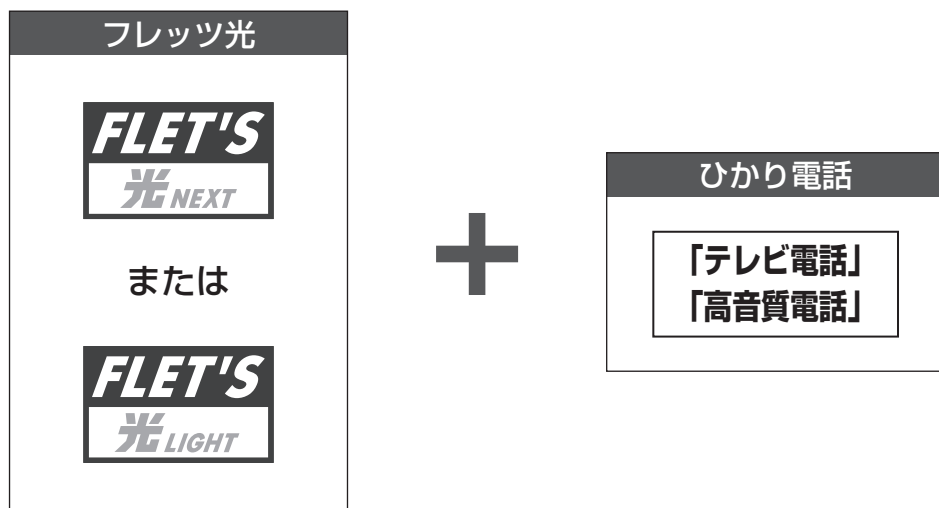 フレッツ光
FLET'S
光 NEXT
または
FLET'S
光 LIGHT
+
ひかり電話
「テレビ電話」
「高音質電話」